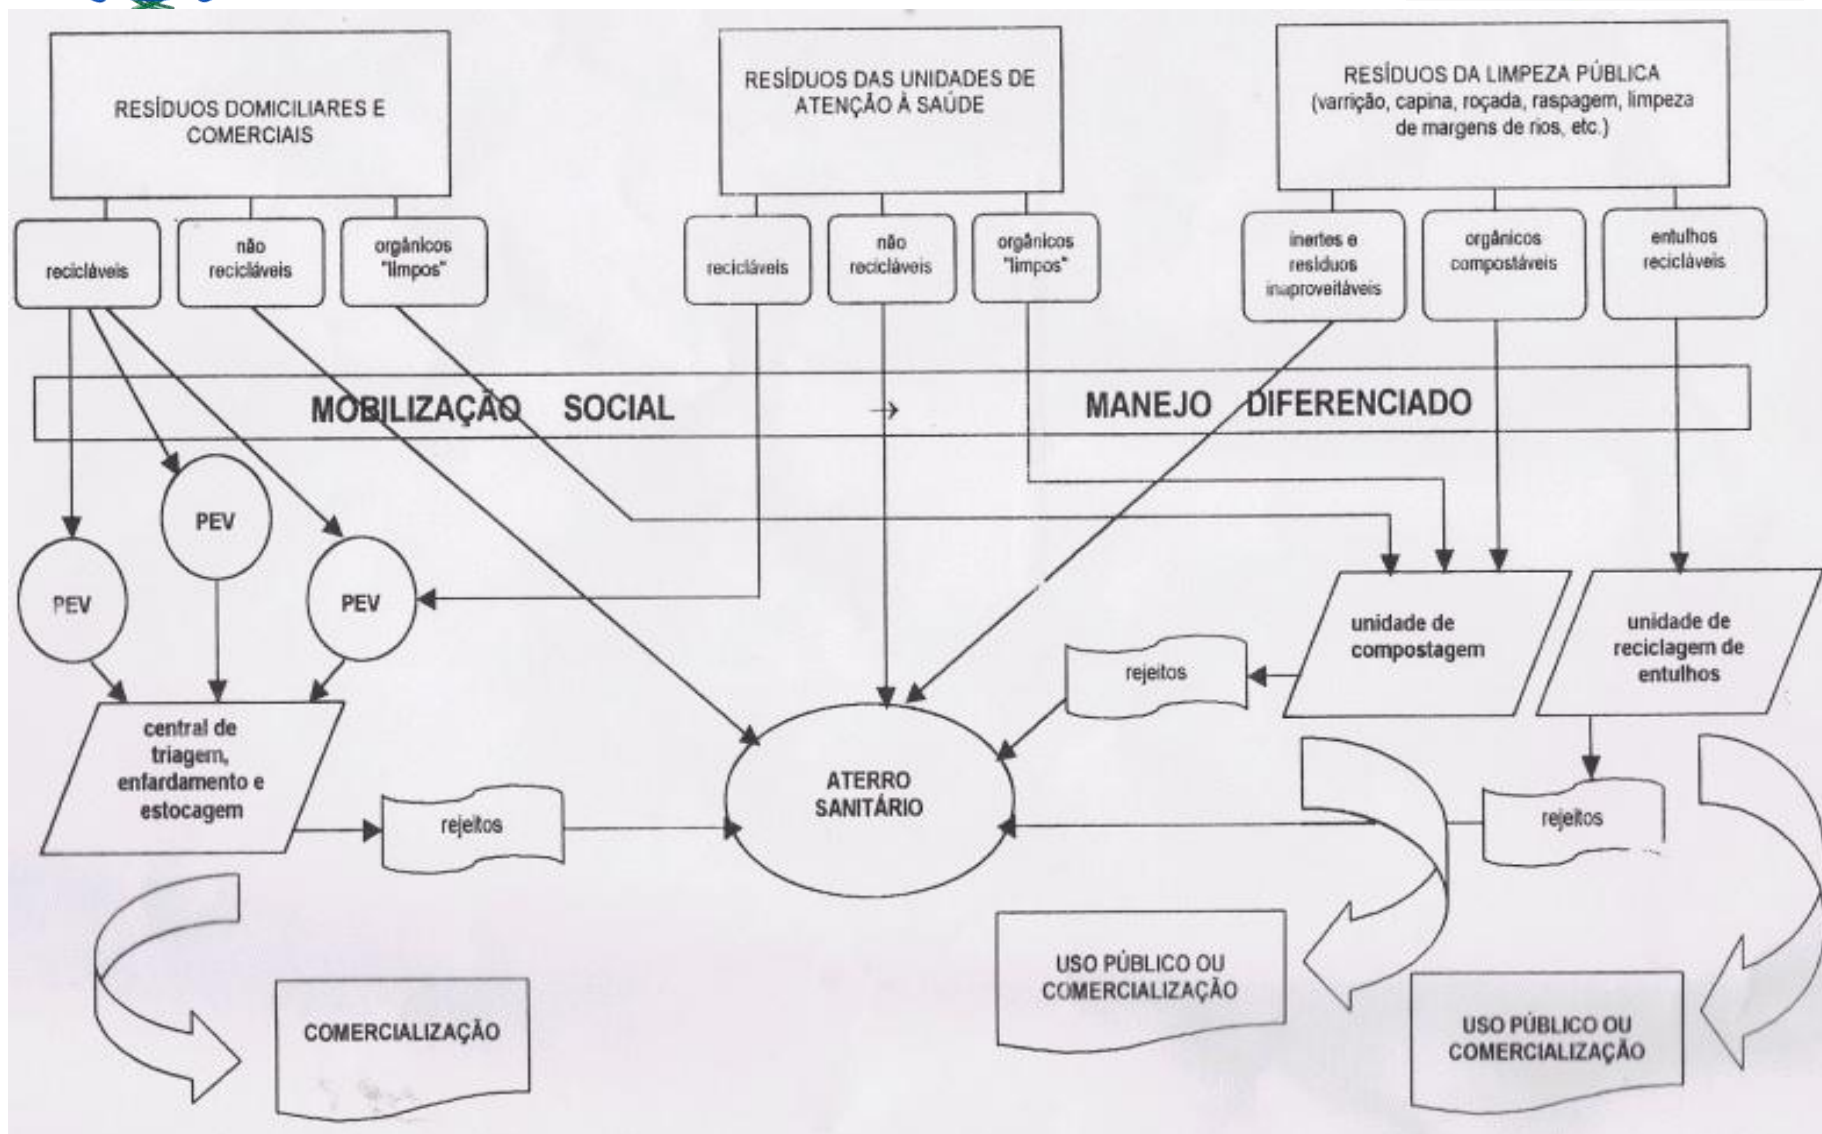 RESÍDUOS DOMICILIARES E
COMERCIAIS
RESÍDUOS DAS UNIDADES DE
ATENÇÃO À SAÚDE
RESÍDUOS DA LIMPEZA PÚBLICA
(varrição, capina, roçada, raspagem, limpeza
de margens de rios, etc.)
recicláveis
não
recicláveis
orgânicos
"limpos"
recicláveis
não
recicláveis
orgânicos
"limpos"
inertes e
resíduos
inaproveitáveis
orgânicos
compostáveis
entulhos
recicláveis
MOBILIZAÇÃO SOCIAL → MANEJO DIFERENCIADO
PEV
PEV
PEV
unidade de
compostagem
unidade de
reciclagem de
entulhos
rejeitos
central de
triagem,
enfardamento e
estocagem
rejeitos
ATERRO
SANITÁRIO
rejeitos
USO PÚBLICO OU
COMERCIALIZAÇÃO
COMERCIALIZAÇÃO
USO PÚBLICO OU
COMERCIALIZAÇÃO